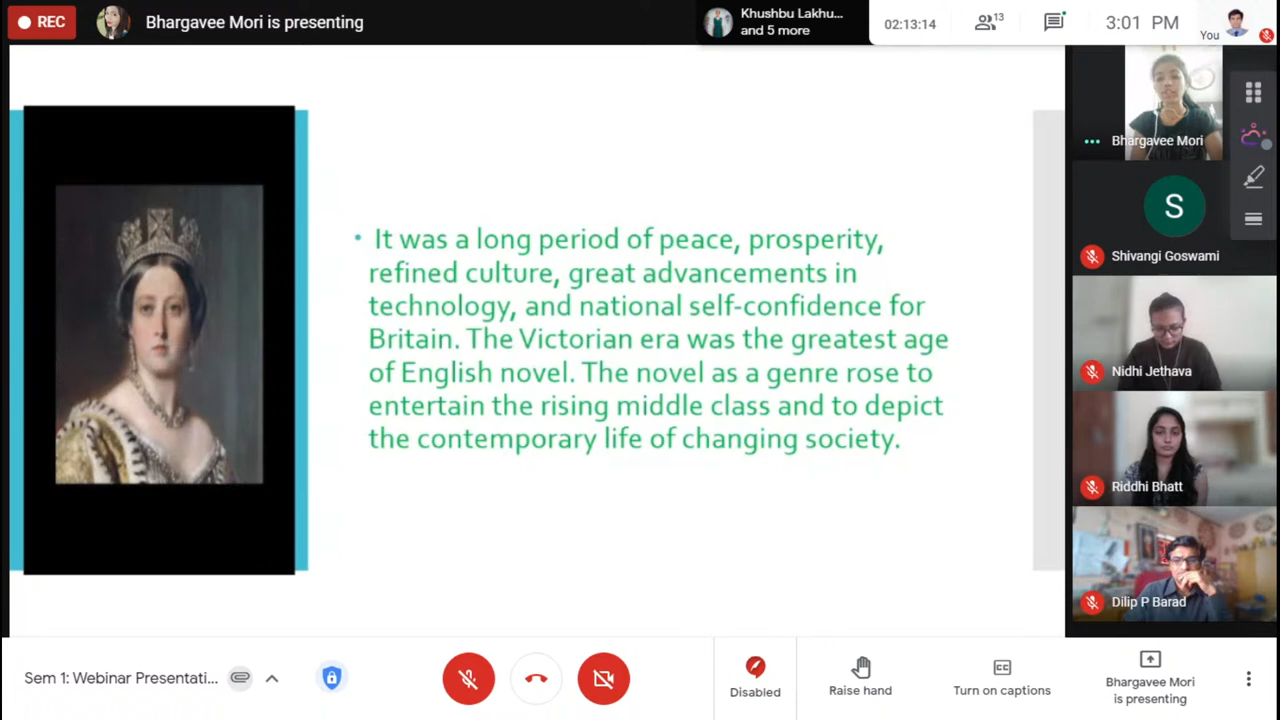 REC
Bhargavee Mori is presenting
Khushbu Lakhu...
and 5 more
02:13:14
13
3:01 PM
You
Bhargavee Mori
S
Shivangi Goswami
Nidhi Jethava
Riddhi Bhatt
Dilip P Barad
• It was a long period of peace, prosperity,
refined culture, great advancements in
technology, and national self-confidence for
Britain. The Victorian era was the greatest age
of English novel. The novel as a genre rose to
entertain the rising middle class and to depict
the contemporary life of changing society.
Sem 1: Webinar Presentati...
Disabled
Raise hand
Turn on captions
Bhargavee Mori
is presenting